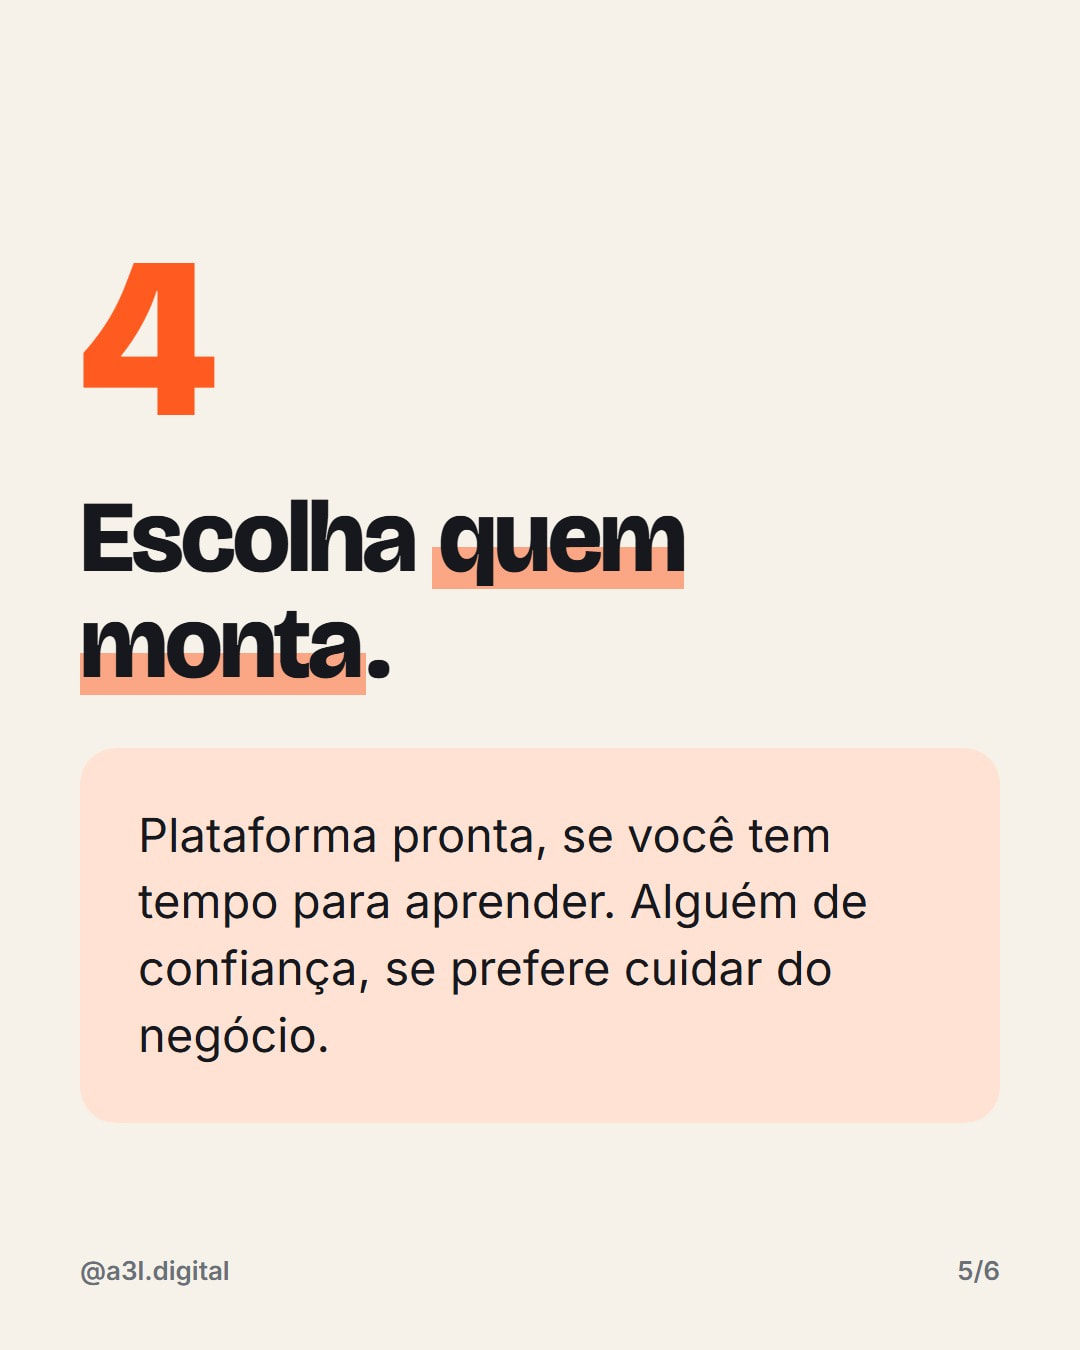 4
Escolha quem
monta.
Plataforma pronta, se você tem
tempo para aprender. Alguém de
confiança, se prefere cuidar do
negócio.
@a3l.digital
5/6